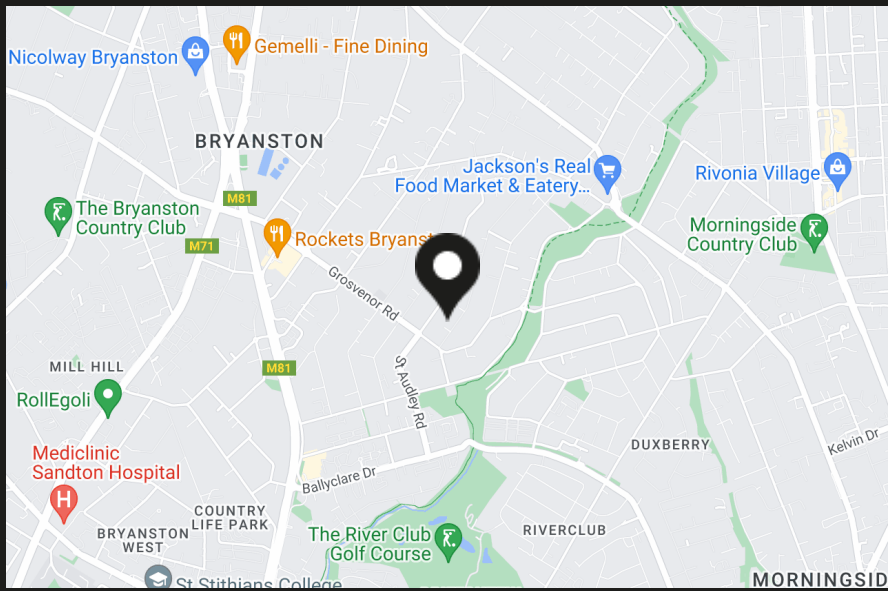 Gemelli - Fine Dining
Nicolway Bryanston
BRYANSTON
Jackson's Real
Food Market & Eatery...
Rivonia Village
M81
The Bryanston
Country Club
Morningside
Country Club
M71
Rockets Bryanst
Grosvenor Rd
M81
MILL HILL
RollEgoli
St Audley Rd
DUXBERRY
Kelvin Dr
Mediclinic
Sandton Hospital
H
Ballyclare Dr
COUNTRY
LIFE PARK
BRYANSTON
WEST
The River Club
Golf Course
RIVERCLUB
St Stithians College
MORNINGSID